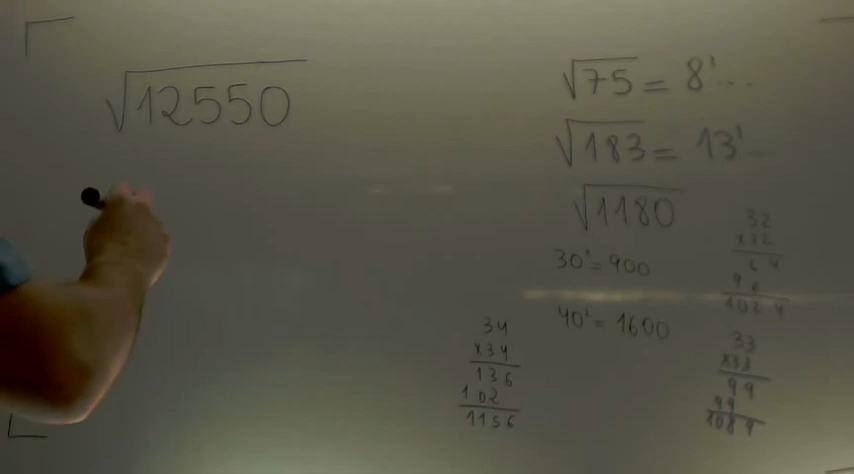 √12550
√75 = 8'...
√183 = 13'...
√1180
30² = 900
40² = 1600
34
x34
136
102
1156
32
x32
64
96
1024
33
x33
99
99
1089